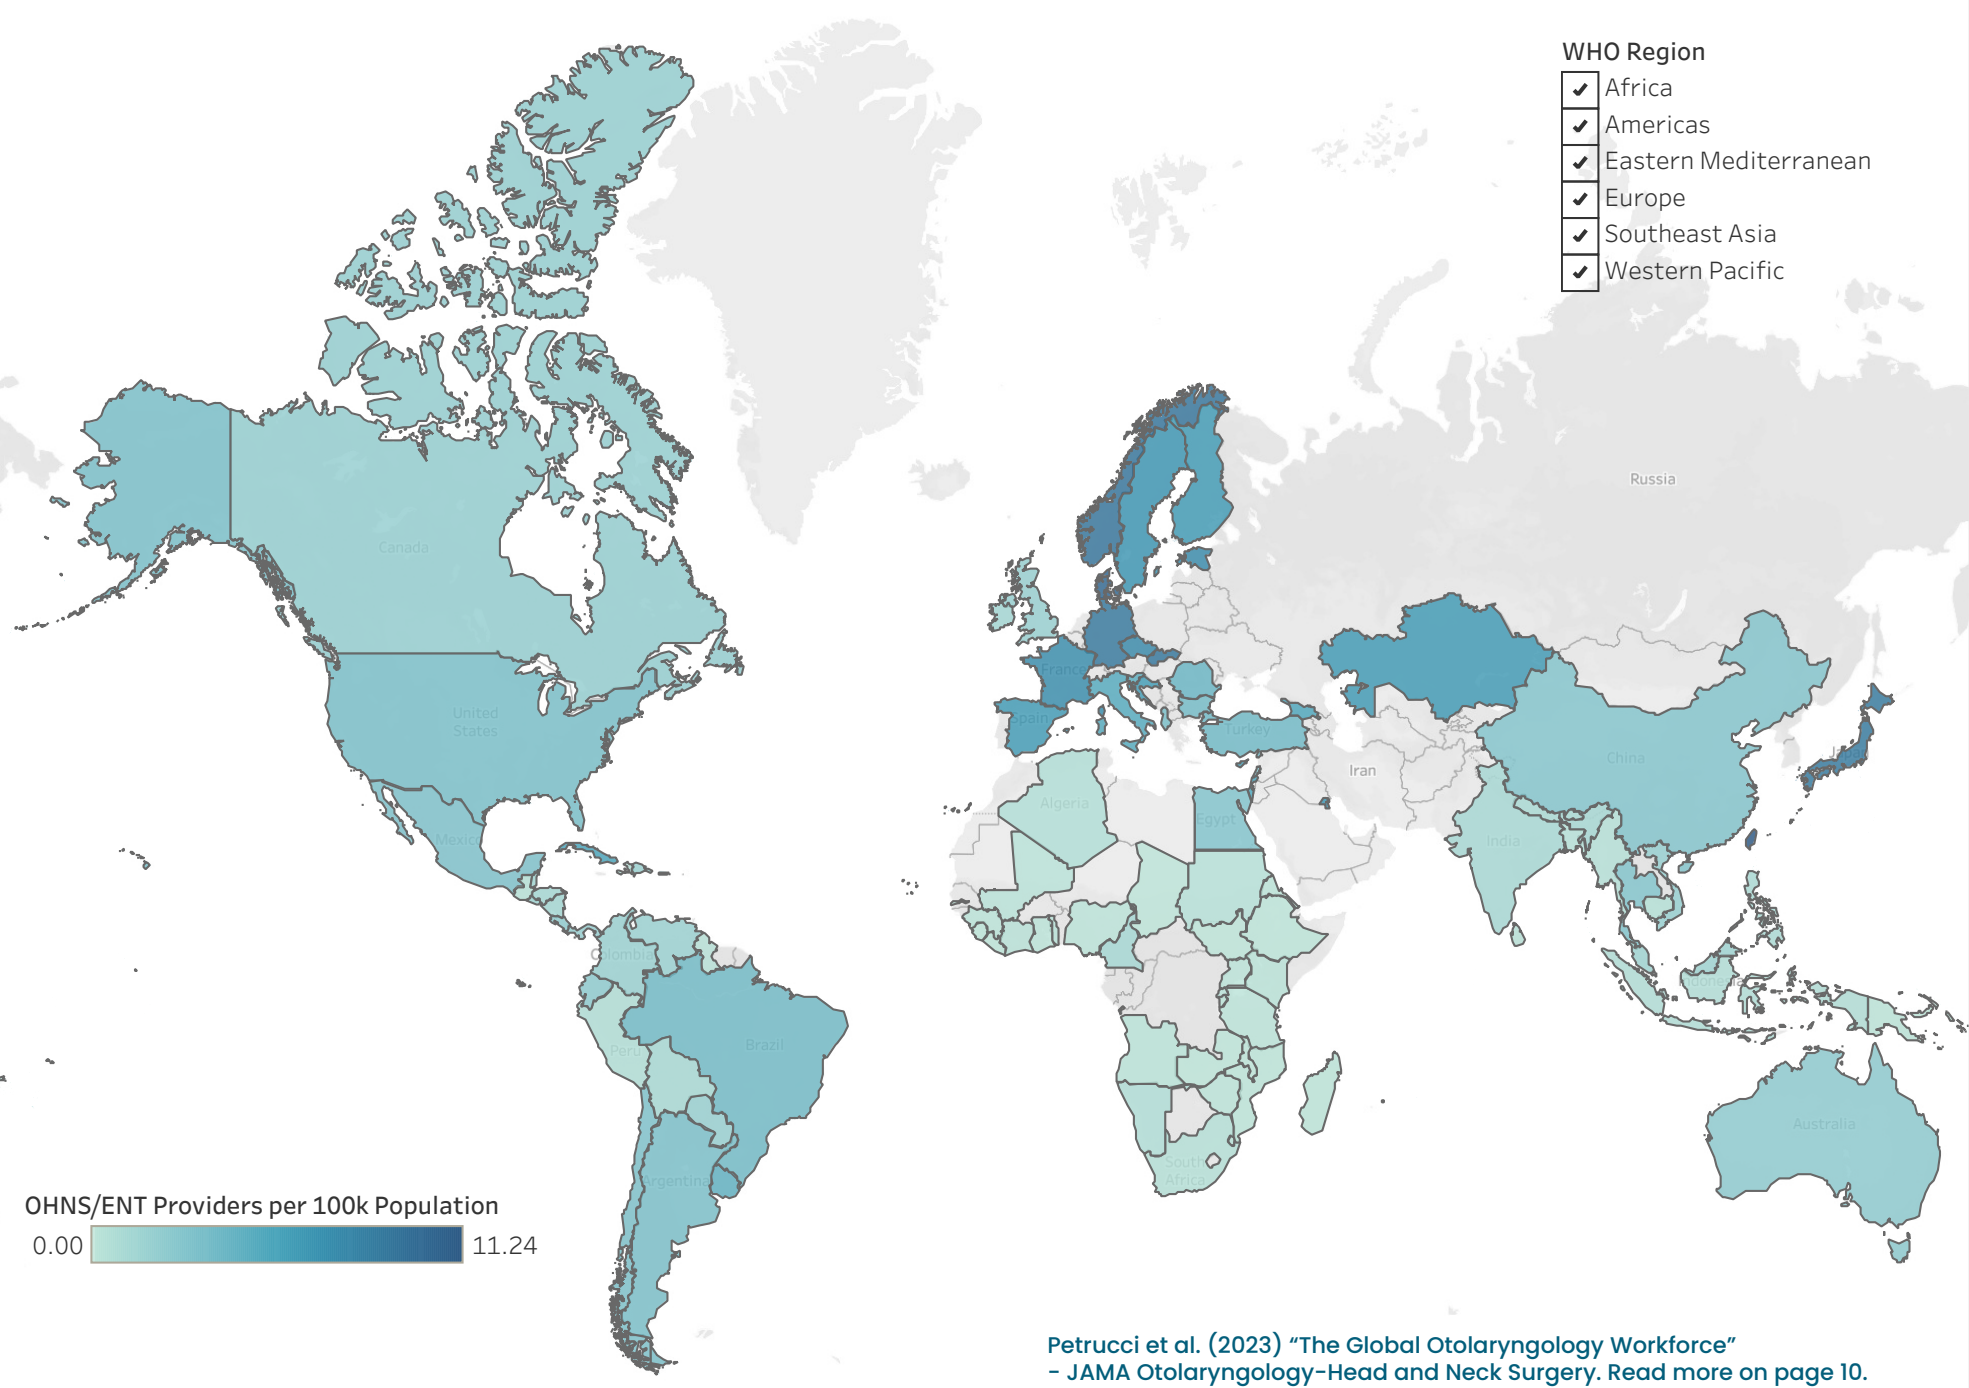 WHO Region
Africa
Americas
Eastern Mediterranean
Europe
Southeast Asia
Western Pacific
Russia
Canada
France
United
States
Spain
Turkey
Japan
China
Iran
Algeria
Egypt
Mexico
India
Colombia
Indonesia
Peru
Brazil
Australia
South
Africa
Argentina
OHNS/ENT Providers per 100k Population
0.00
11.24
Petrucci et al. (2023) “The Global Otolaryngology Workforce”
- JAMA Otolaryngology-Head and Neck Surgery. Read more on page 10.